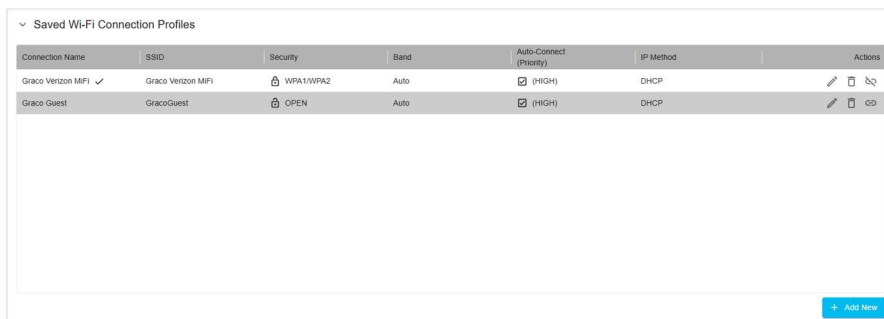 Saved Wi-Fi Connection Profiles
Connection Name SSID Security Band Auto-Connect (Priority) IP Method Actions
Graco Verizon MiFi Graco Verizon MiFi WPA1/WPA2 Auto (HIGH) DHCP
Graco Guest GracoGuest OPEN Auto (HIGH) DHCP
+ Add New